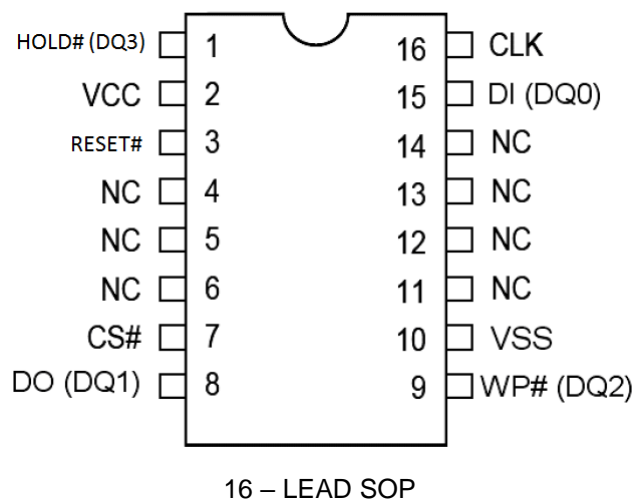 HOLD# (DQ3) 1 16 CLK
VCC 2 15 DI (DQ0)
RESET# 3 14 NC
NC 4 13 NC
NC 5 12 NC
NC 6 11 NC
CS# 7 10 VSS
DO (DQ1) 8 9 WP# (DQ2)
16 – LEAD SOP